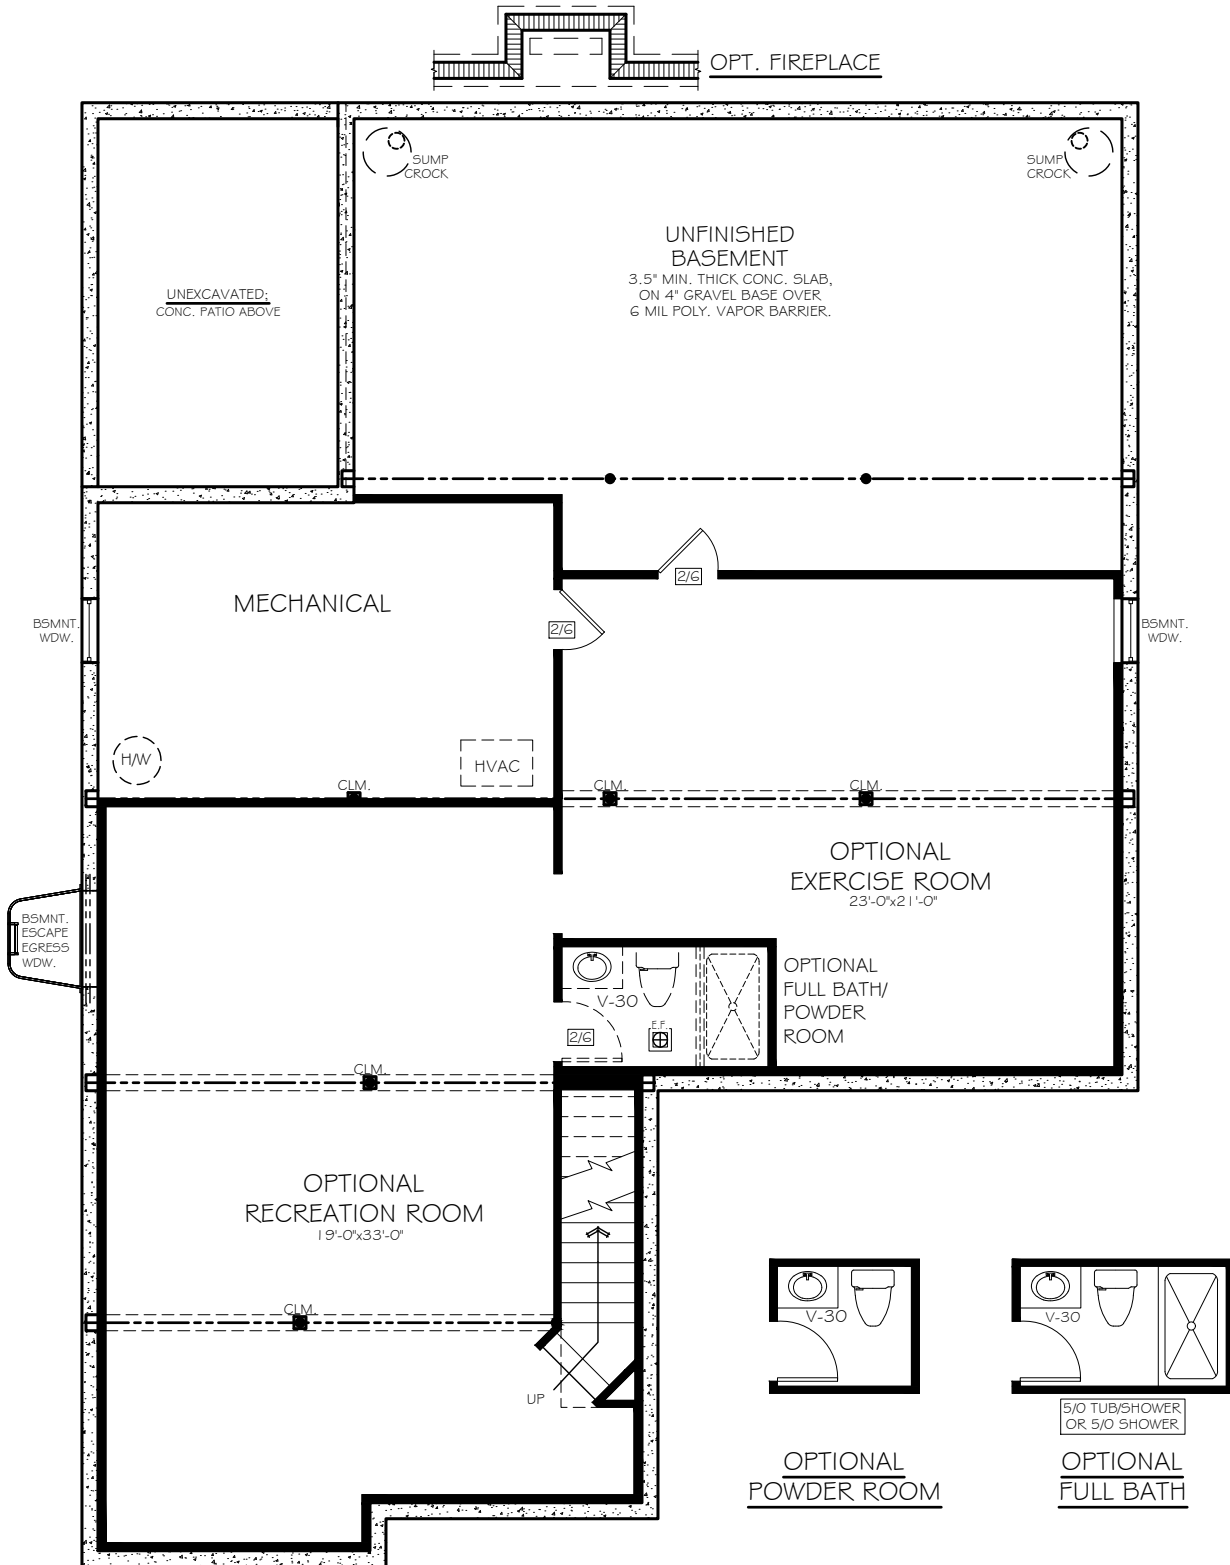 OPT. FIREPLACE
SUMP
CROCK
SUMP
CROCK
UNFINISHED
BASEMENT
3.5" MIN. THICK CONC. SLAB,
ON 4" GRAVEL BASE OVER
6 MIL POLY. VAPOR BARRIER.
UNEXCAVATED;
CONC. PATIO ABOVE
2/6
MECHANICAL
2/6
BSMNT.
WDW.
BSMNT.
WDW.
H/W
HVAC
CLM.
CLM.
CLM.
OPTIONAL
EXERCISE ROOM
23'-0"x21'-0"
BSMNT.
ESCAPE
EGRESS
WDW.
V-30
2/6
E.F.
OPTIONAL
FULL BATH/
POWDER
ROOM
CLM.
OPTIONAL
RECREATION ROOM
19'-0"x33'-0"
CLM.
UP
V-30
OPTIONAL
POWDER ROOM
V-30
5/0 TUB/SHOWER
OR 5/0 SHOWER
OPTIONAL
FULL BATH